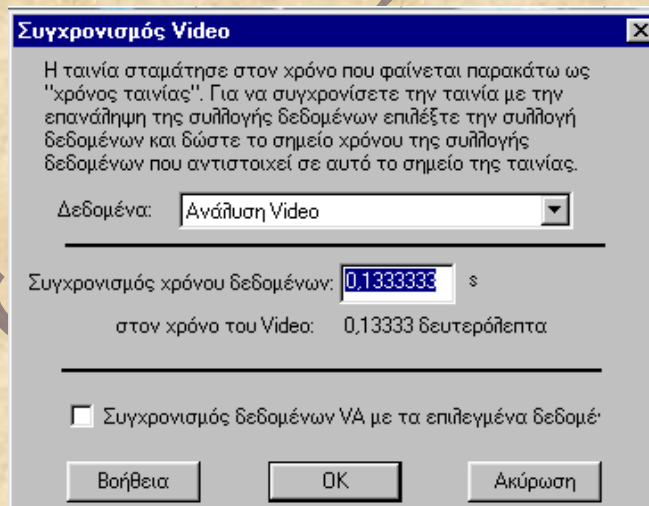 Συγχρονισμός Video
Η ταινία σταμάτησε στον χρόνο που φαίνεται παρακάτω ως
"χρόνος ταινίας". Για να συγχρονίσετε την ταινία με την
επανάληψη της συλλογής δεδομένων επιλέξτε την συλλογή
δεδομένων και δώστε το σημείο χρόνου της συλλογής
δεδομένων που αντιστοιχεί σε αυτό το σημείο της ταινίας.
Δεδομένα: Ανάλυση Video
Συγχρονισμός χρόνου δεδομένων: 0,1333333 s
στον χρόνο του Video: 0,13333 δευτερόλεπτα
Συγχρονισμός δεδομένων VA με τα επιλεγμένα δεδομέ
Βοήθεια OK Ακύρωση